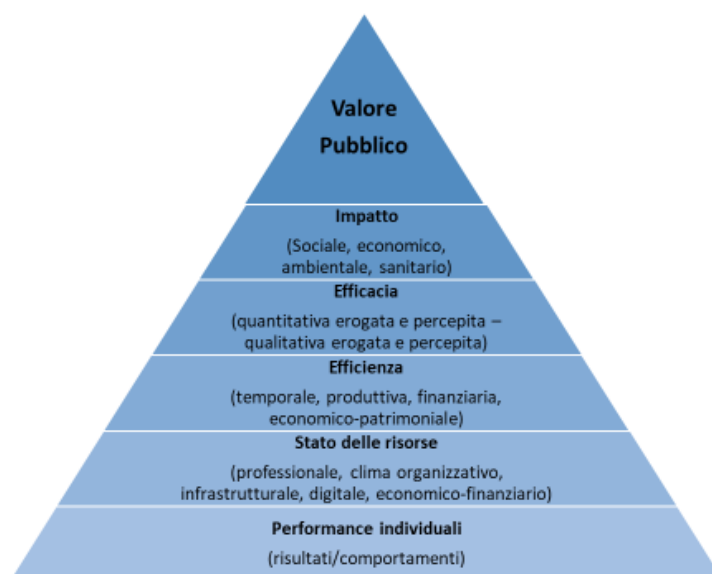 Valore
Pubblico
Impatto
(Sociale, economico,
ambientale, sanitario)
Efficacia
(quantitativa erogata e percepita –
qualitativa erogata e percepita)
Efficienza
(temporale, produttiva, finanziaria,
economico-patrimoniale)
Stato delle risorse
(professionale, clima organizzativo,
infrastrutturale, digitale, economico-finanziario)
Performance individuali
(risultati/comportamenti)